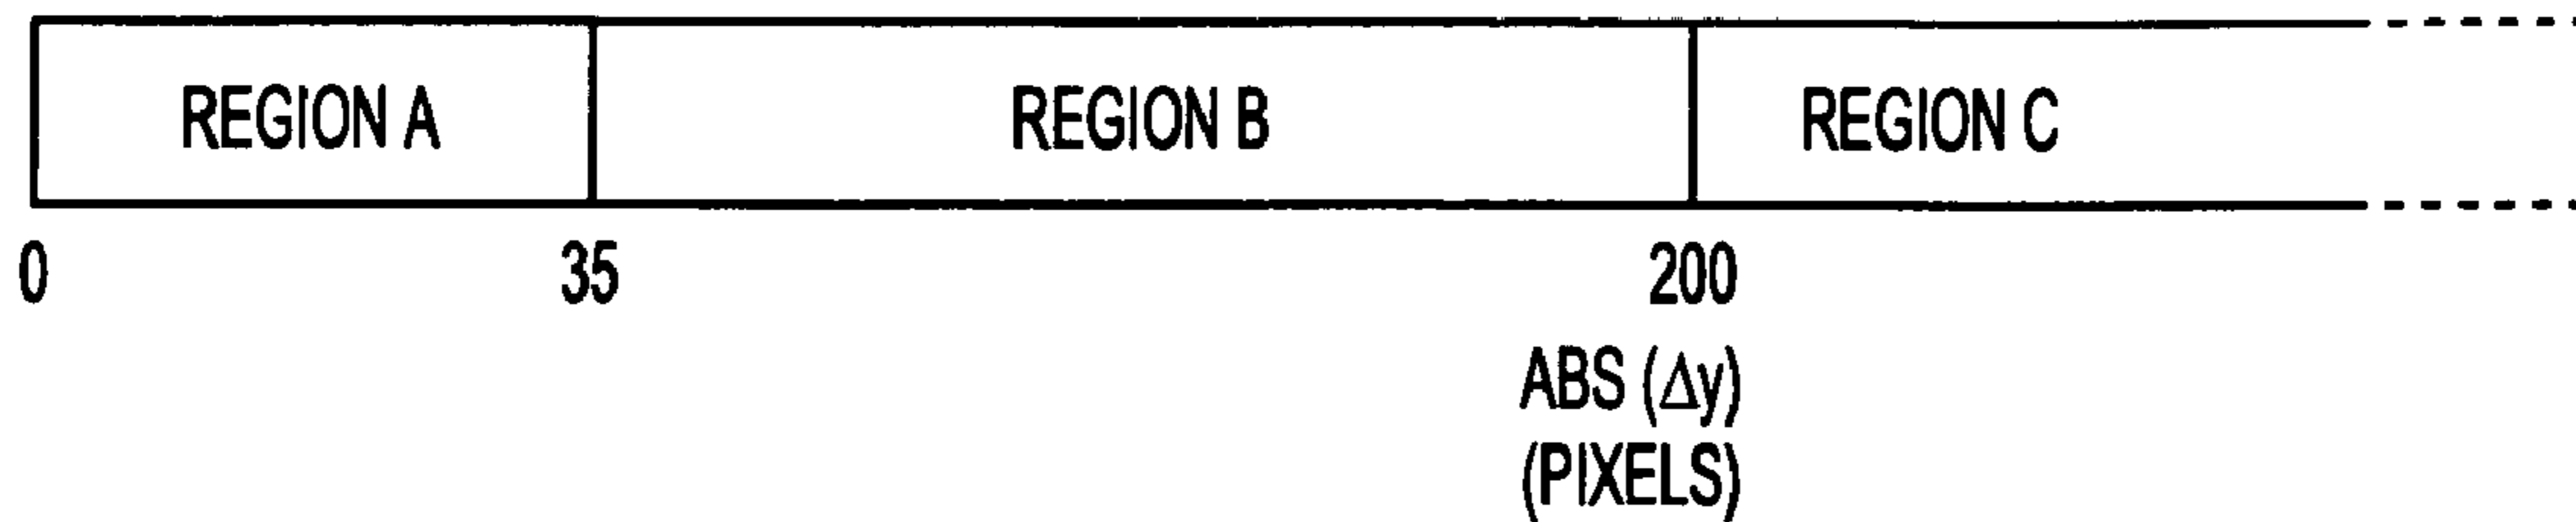 REGION A REGION B REGION C
0 35 200
ABS (Δy)
(PIXELS)